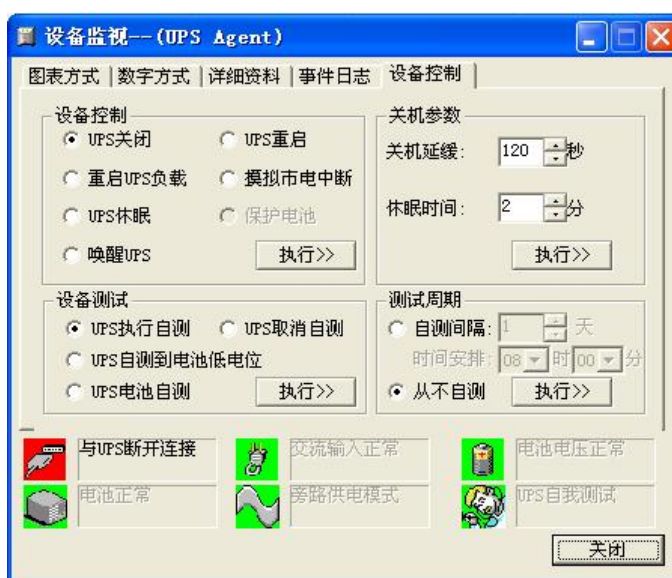 设备监视--(UPS Agent)
图表方式 数字方式 详细资料 事件日志 设备控制
设备控制
UPS关闭 UPS重启
重启UPS负载 摸拟市电中断
UPS休眠 保护电池
唤醒UPS 执行>>
关机参数
关机延缓: 120 秒
休眠时间: 2 分
执行>>
设备测试
UPS执行自测 UPS取消自测
UPS自测到电池低电位
UPS电池自测 执行>>
测试周期
自测间隔: 1 天
时间安排: 08 时 00 分
从不自测 执行>>
与UPS断开连接 交流输入正常 电池电压正常
电池正常 旁路供电模式 UPS自我测试
关闭